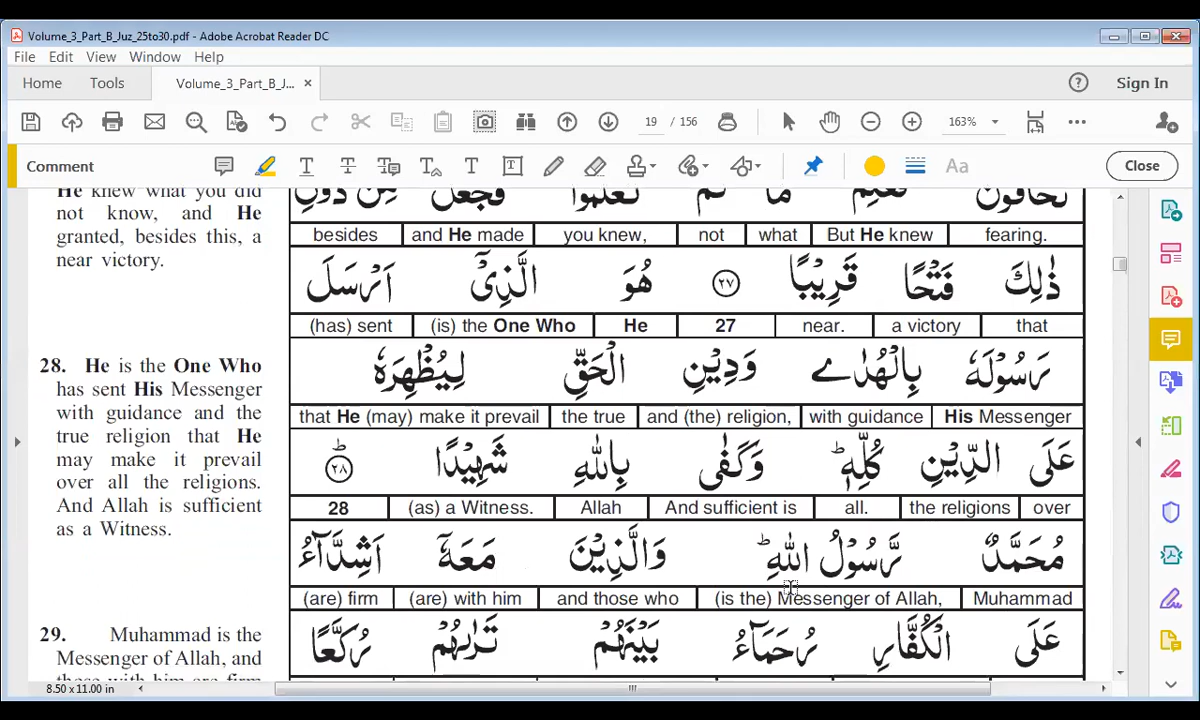 Volume_3_Part_B_Juz_25to30.pdf - Adobe Acrobat Reader DC
File Edit View Window Help
Home Tools Volume_3_Part_B_J... × ? Sign In
19 / 156 163%
Comment Aa Close
He knew what you did
not know, and He
granted, besides this, a
near victory.
28. He is the One Who
has sent His Messenger
with guidance and the
true religion that He
may make it prevail
over all the religions.
And Allah is sufficient
as a Witness.
29. Muhammad is the
Messenger of Allah, and
those with him are firm
تَخَافُوْنَ فَعَلِمَ مَا لَمْ تَعْلَمُوْا فَجَعَلَ مِنْ دُوْنِ
besides and He made you knew, not what But He knew fearing.
ذٰلِكَ فَتْحًا قَرِيْبًا ٢٧ هُوَ الَّذِيْٓ اَرْسَلَ
(has) sent (is) the One Who He 27 near. a victory that
رَسُوْلَهٗ بِالْهُدٰے وَدِيْنِ الْحَقِّ لِيُظْهِرَهٗ
that He (may) make it prevail the true and (the) religion, with guidance His Messenger
عَلَى الدِّيْنِ كُلِّهٖ ؕ وَكَفٰى بِاللّٰهِ شَهِيْدًا ؕ ٢٨
28 (as) a Witness. Allah And sufficient is all. the religions over
مُحَمَّدٌ رَّسُوْلُ اللّٰهِ ؕ وَالَّذِيْنَ مَعَهٗٓ اَشِدَّآءُ
(are) firm (are) with him and those who (is the) Messenger of Allah, Muhammad
عَلَى الْكُفَّارِ رُحَمَآءُ بَيْنَهُمْ تَرٰىهُمْ رُكَّعًا
8.50 x 11.00 in